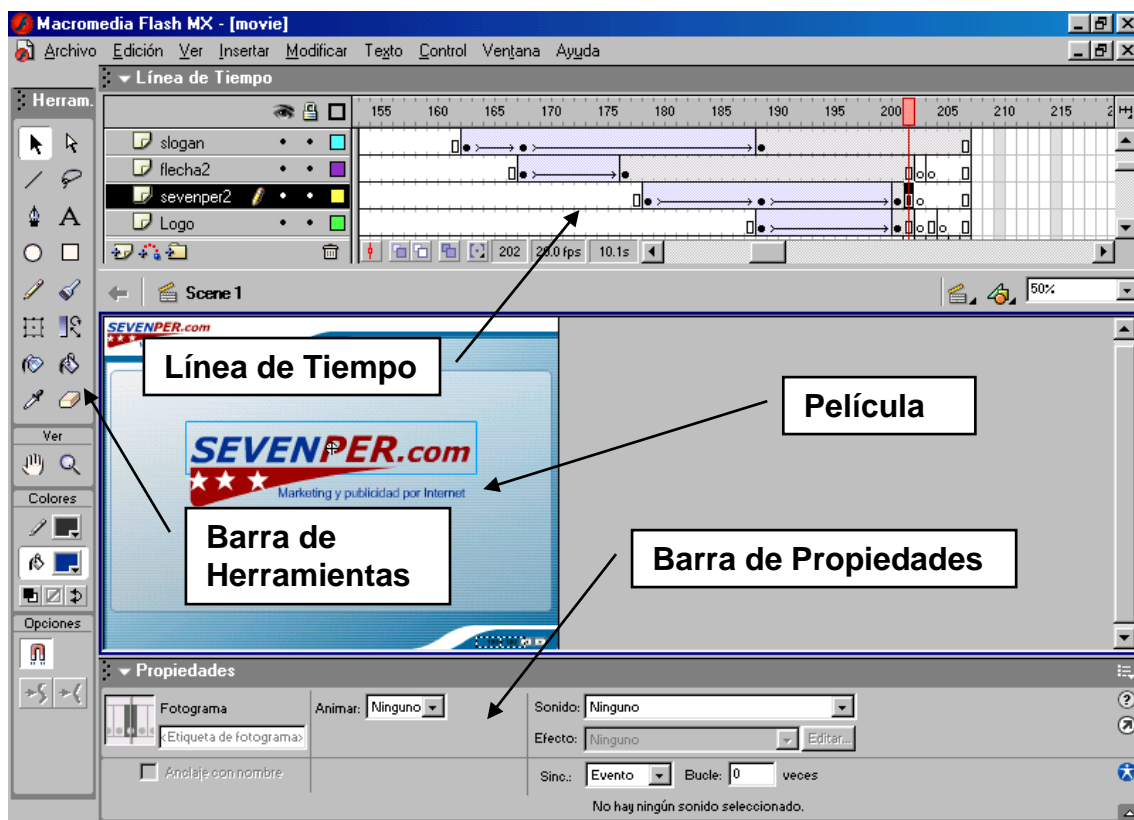 Macromedia Flash MX - [movie]
Archivo Edición Ver Insertar Modificar Texto Control Ventana Ayuda
Línea de Tiempo
Herram.
155 160 165 170 175 180 185 190 195 200 205 210 215 2
slogan
flecha2
sevenper2
Logo
202 20.0 fps 10.1s
Scene 1
50%
SEVENPER.com
Línea de Tiempo
Película
SEVENPER.com
Marketing y publicidad por Internet
Barra de
Herramientas
Barra de Propiedades
Ver
Colores
Opciones
Propiedades
Fotograma
<Etiqueta de fotograma>
Anclaje con nombre
Animar: Ninguno
Sonido: Ninguno
Efecto: Ninguno Editar...
Sinc.: Evento Bucle: 0 veces
No hay ningún sonido seleccionado.